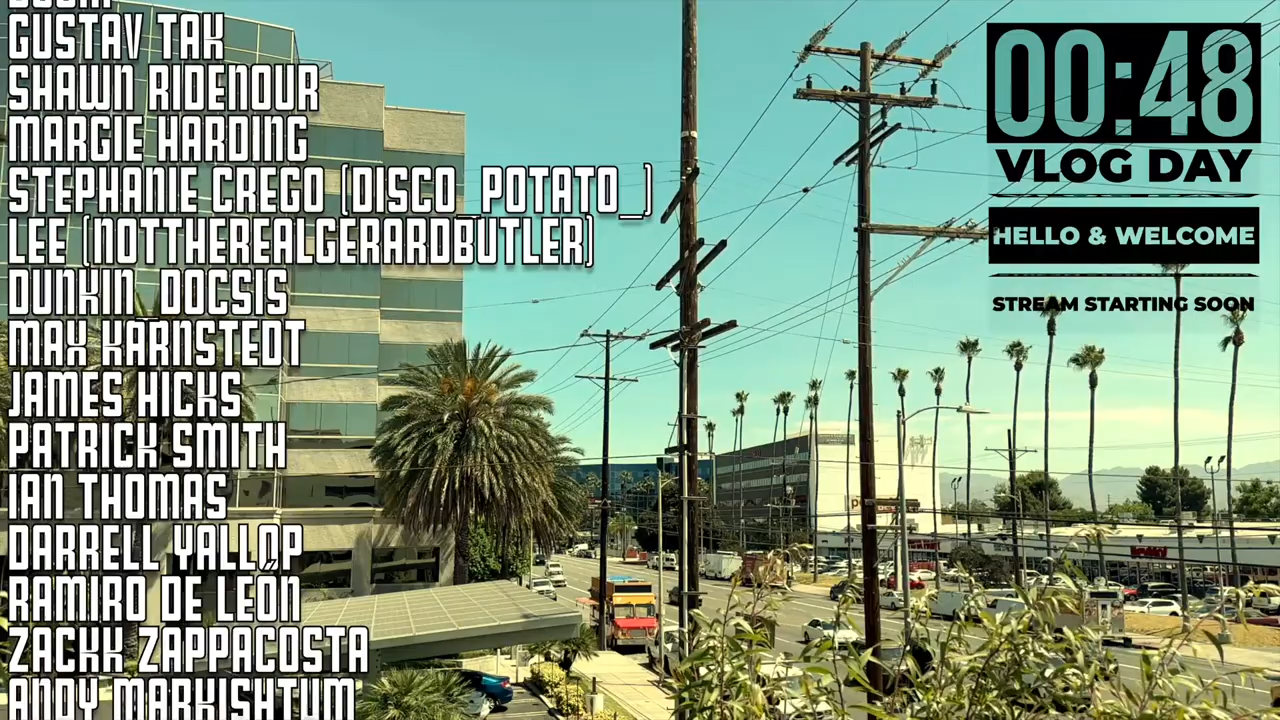 GUSTAV TAK
SHAWN RIDENOUR
MARGIE HARDING
STEPHANIE CREGO (DISCO_POTATO_)
LEE (NOTTHEREALGERARDBUTLER)
DUNKIN_DOCSIS
MAX KARNSTEDT
JAMES HICKS
PATRICK SMITH
IAN THOMAS
DARRELL YALLOP
RAMIRO DE LEÓN
ZACKK ZAPPACOSTA
ANDY MARKISHTUM
00:48
VLOG DAY
HELLO & WELCOME
STREAM STARTING SOON